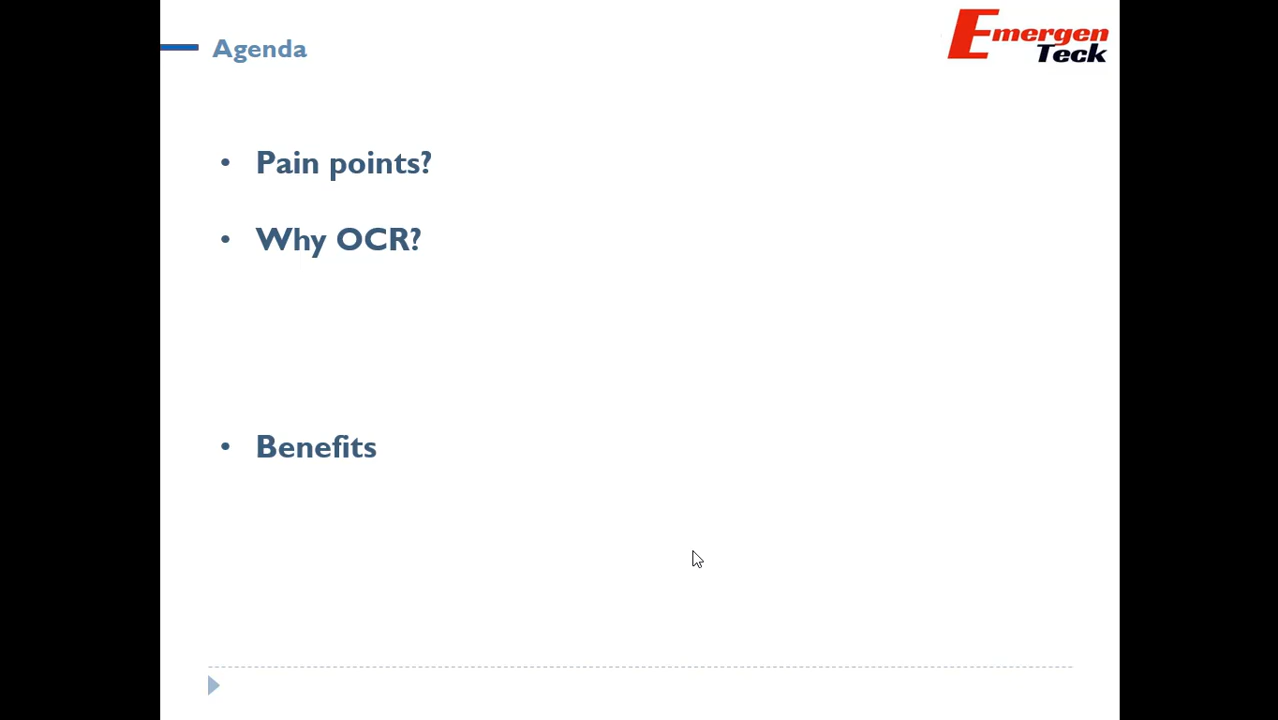 Agenda
Emergen
Teck
• Pain points?
• Why OCR?
• Benefits